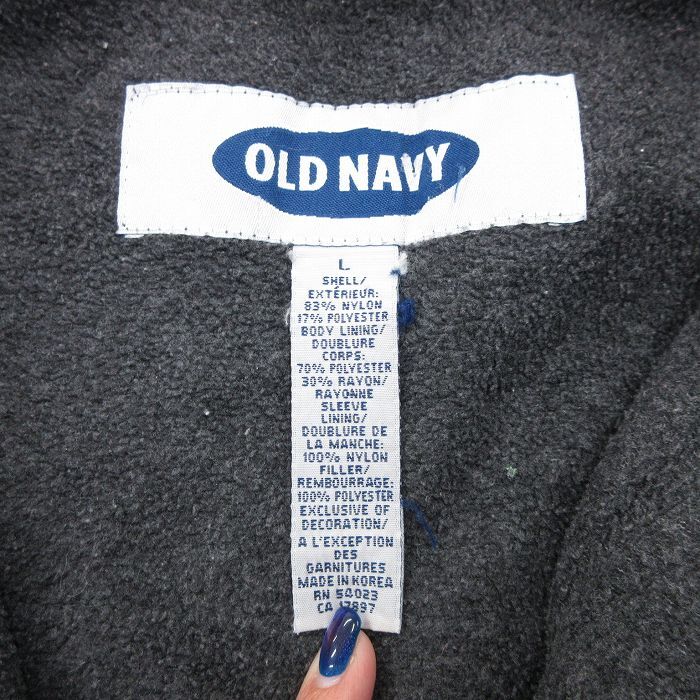 OLD NAVY
L
SHELL/
EXTÉRIEUR:
83% NYLON
17% POLYESTER
BODY LINING/
DOUBLURE
CORPS:
70% POLYESTER
30% RAYON/
RAYONNE
SLEEVE
LINING/
DOUBLURE DE
LA MANCHE:
100% NYLON
FILLER/
REMBOURRAGE:
100% POLYESTER
EXCLUSIVE OF
DECORATION/
A L'EXCEPTION
DES
GARNITURES
MADE IN KOREA
RN 54023
CA 17897